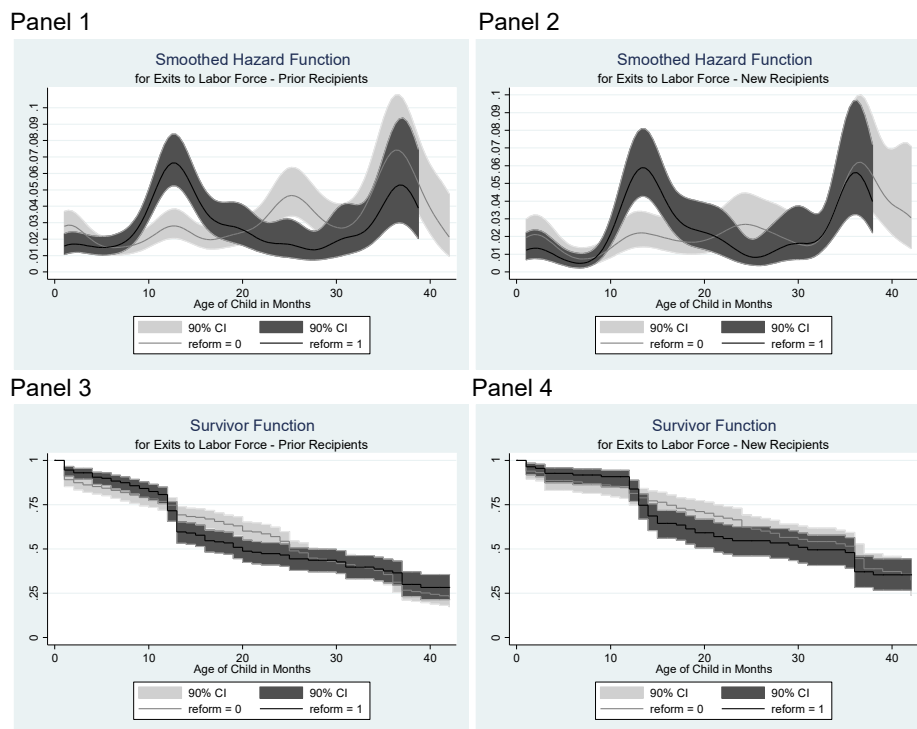 Panel 1
Smoothed Hazard Function
for Exits to Labor Force - Prior Recipients
0 .01 .02 .03 .04 .05 .06 .07 .08 .09 .1
0 10 20 30 40
Age of Child in Months
90% CI 90% CI
reform = 0 reform = 1
Panel 2
Smoothed Hazard Function
for Exits to Labor Force - New Recipients
0 .01 .02 .03 .04 .05 .06 .07 .08 .09 .1
0 10 20 30 40
Age of Child in Months
90% CI 90% CI
reform = 0 reform = 1
Panel 3
Survivor Function
for Exits to Labor Force - Prior Recipients
0 .25 .5 .75 1
0 10 20 30 40
Age of Child in Months
90% CI 90% CI
reform = 0 reform = 1
Panel 4
Survivor Function
for Exits to Labor Force - New Recipients
0 .25 .5 .75 1
0 10 20 30 40
Age of Child in Months
90% CI 90% CI
reform = 0 reform = 1